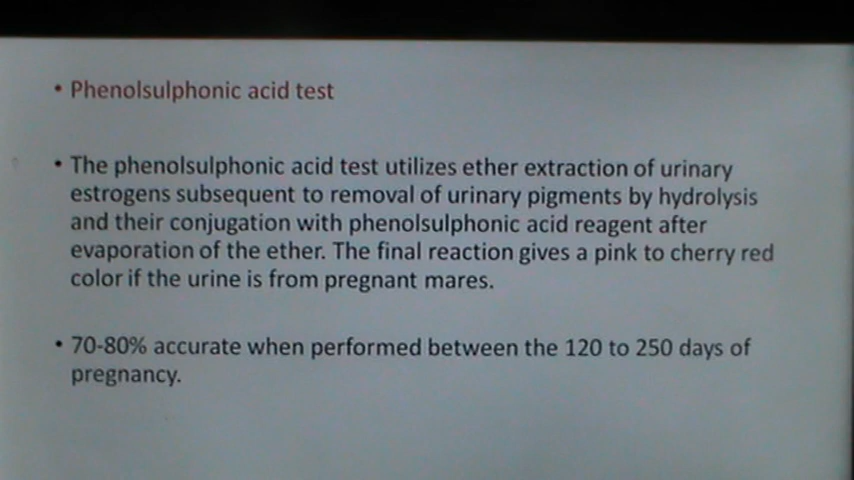 • Phenolsulphonic acid test
• The phenolsulphonic acid test utilizes ether extraction of urinary
estrogens subsequent to removal of urinary pigments by hydrolysis
and their conjugation with phenolsulphonic acid reagent after
evaporation of the ether. The final reaction gives a pink to cherry red
color if the urine is from pregnant mares.
• 70-80% accurate when performed between the 120 to 250 days of
pregnancy.